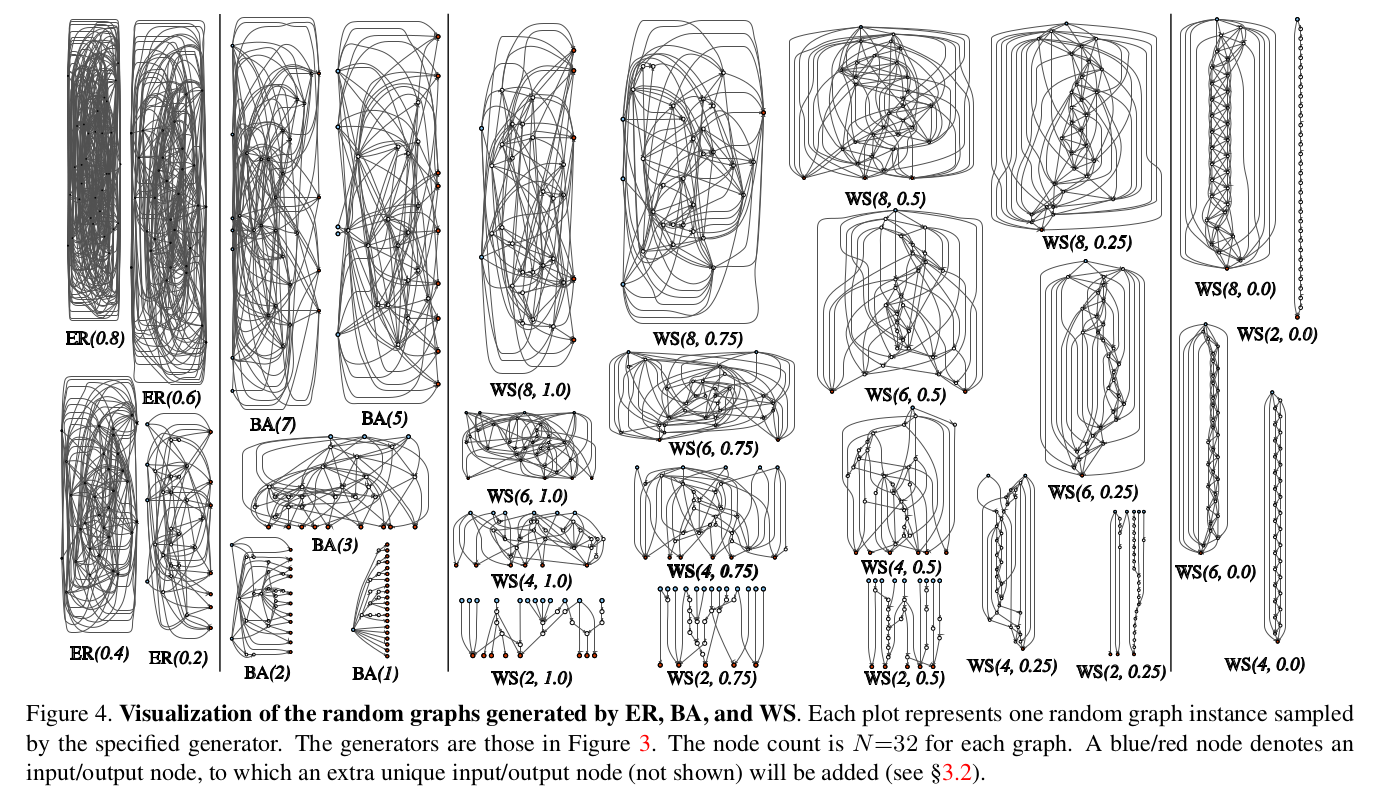 ER(0.8)
ER(0.6)
ER(0.4)
ER(0.2)
BA(7)
BA(5)
BA(3)
BA(2)
BA(1)
WS(8, 1.0)
WS(6, 1.0)
WS(4, 1.0)
WS(2, 1.0)
WS(8, 0.75)
WS(6, 0.75)
WS(4, 0.75)
WS(2, 0.75)
WS(8, 0.5)
WS(6, 0.5)
WS(4, 0.5)
WS(2, 0.5)
WS(8, 0.25)
WS(6, 0.25)
WS(4, 0.25)
WS(2, 0.25)
WS(8, 0.0)
WS(2, 0.0)
WS(6, 0.0)
WS(4, 0.0)
Figure 4. Visualization of the random graphs generated by ER, BA, and WS. Each plot represents one random graph instance sampled
by the specified generator. The generators are those in Figure 3. The node count is N=32 for each graph. A blue/red node denotes an
input/output node, to which an extra unique input/output node (not shown) will be added (see §3.2).